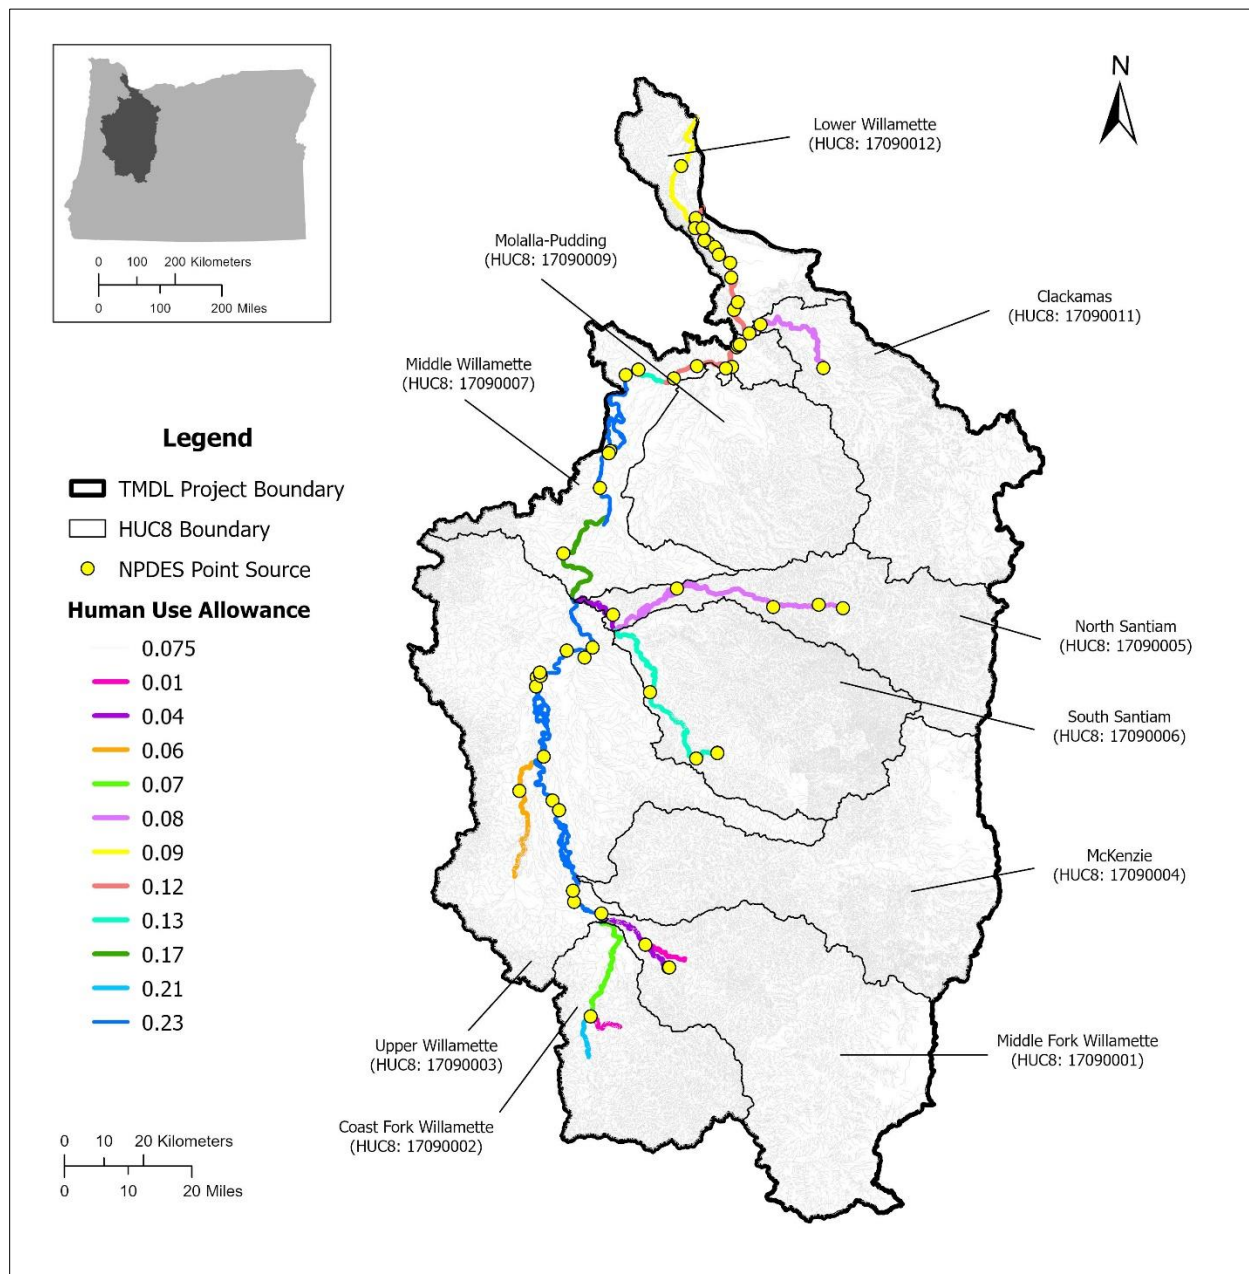 0 100 200 Kilometers
0 100 200 Miles
N
Lower Willamette
(HUC8: 17090012)
Molalla-Pudding
(HUC8: 17090009)
Clackamas
(HUC8: 17090011)
Middle Willamette
(HUC8: 17090007)
Legend
TMDL Project Boundary
HUC8 Boundary
NPDES Point Source
Human Use Allowance
0.075
0.01
0.04
0.06
0.07
0.08
0.09
0.12
0.13
0.17
0.21
0.23
North Santiam
(HUC8: 17090005)
South Santiam
(HUC8: 17090006)
McKenzie
(HUC8: 17090004)
Upper Willamette
(HUC8: 17090003)
Middle Fork Willamette
(HUC8: 17090001)
Coast Fork Willamette
(HUC8: 17090002)
0 10 20 Kilometers
0 10 20 Miles